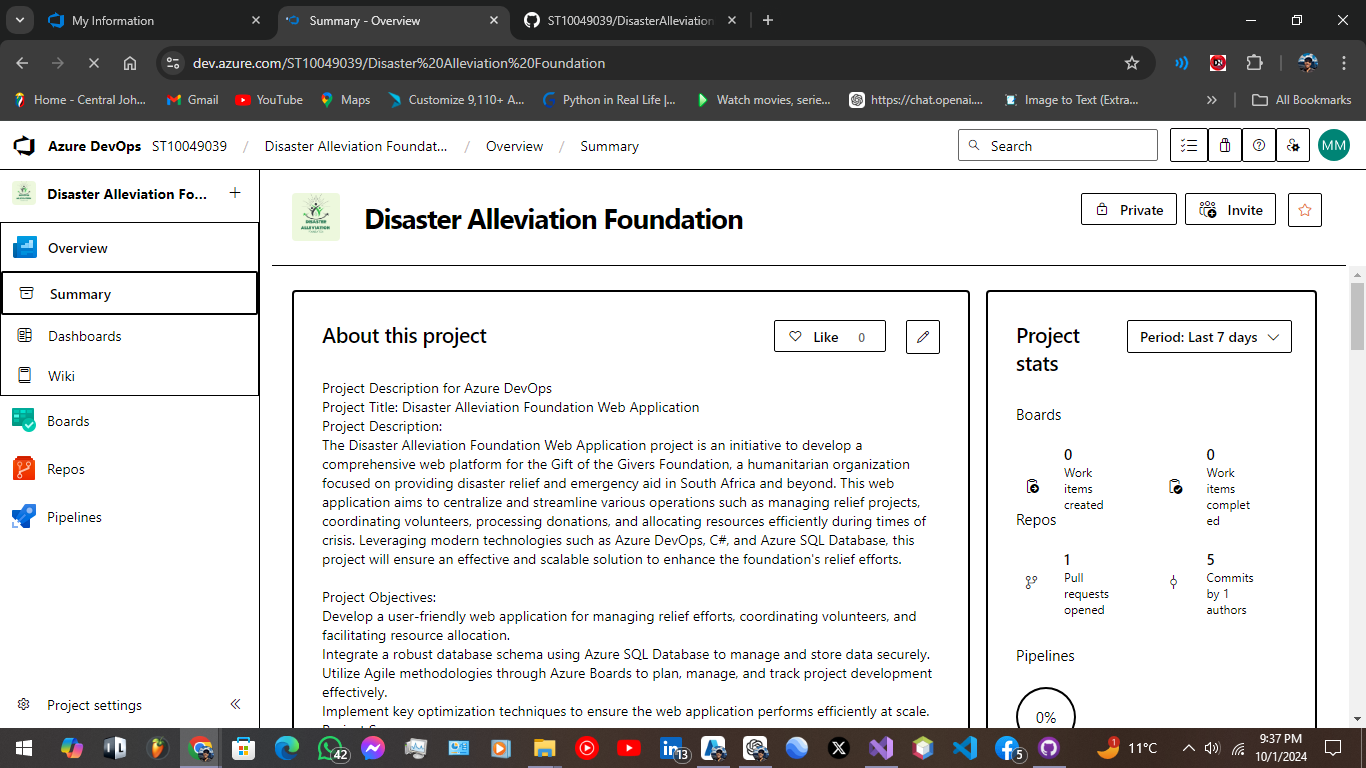 My Information
Summary - Overview
ST10049039/DisasterAlleviation
dev.azure.com/ST10049039/Disaster%20Alleviation%20Foundation
Home - Central Joh...
Gmail
YouTube
Maps
Customize 9,110+ A...
Python in Real Life |...
Watch movies, serie...
https://chat.openai....
Image to Text (Extra...
All Bookmarks
Azure DevOps
ST10049039
/
Disaster Alleviation Foundat...
/
Overview
/
Summary
Search
MM
Disaster Alleviation Fo...
Disaster Alleviation Foundation
Private
Invite
DISASTER
ALLEVIATION
Overview
Summary
Dashboards
Wiki
Boards
Repos
Pipelines
Project settings
About this project
Like 0
Project Description for Azure DevOps
Project Title: Disaster Alleviation Foundation Web Application
Project Description:
The Disaster Alleviation Foundation Web Application project is an initiative to develop a
comprehensive web platform for the Gift of the Givers Foundation, a humanitarian organization
focused on providing disaster relief and emergency aid in South Africa and beyond. This web
application aims to centralize and streamline various operations such as managing relief projects,
coordinating volunteers, processing donations, and allocating resources efficiently during times of
crisis. Leveraging modern technologies such as Azure DevOps, C#, and Azure SQL Database, this
project will ensure an effective and scalable solution to enhance the foundation's relief efforts.
Project Objectives:
Develop a user-friendly web application for managing relief efforts, coordinating volunteers, and
facilitating resource allocation.
Integrate a robust database schema using Azure SQL Database to manage and store data securely.
Utilize Agile methodologies through Azure Boards to plan, manage, and track project development
effectively.
Implement key optimization techniques to ensure the web application performs efficiently at scale.
Project
stats
Period: Last 7 days
Boards
0
Work
items
created
0
Work
items
complet
ed
Repos
1
Pull
requests
opened
5
Commits
by 1
authors
Pipelines
0%
42
13
5
1
11°C
9:37 PM
10/1/2024